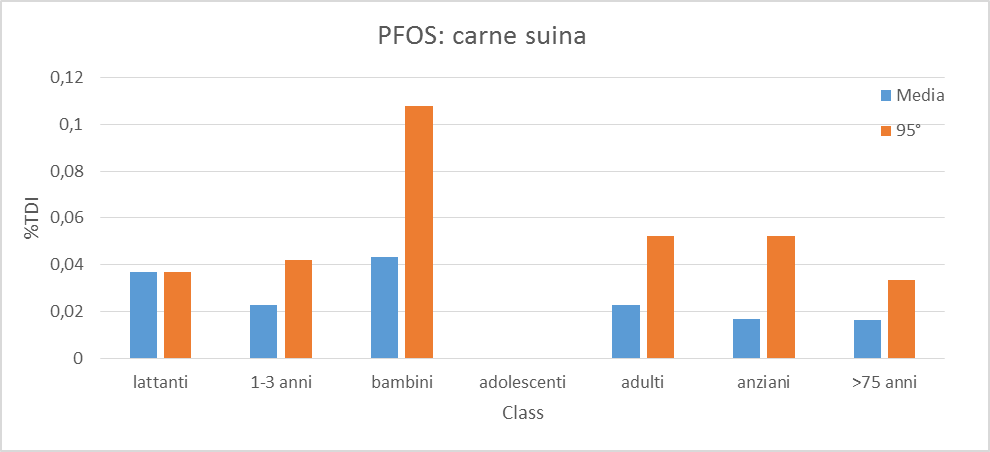 PFOS: carne suina
0,12
0,1
0,08
0,06
0,04
0,02
0
%TDI
Media
95°
lattanti
1-3 anni
bambini
adolescenti
adulti
anziani
>75 anni
Class